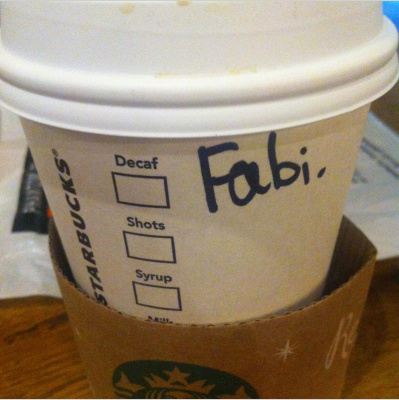 STARBUCKS®
Decaf
Fabi.
Shots
Syrup